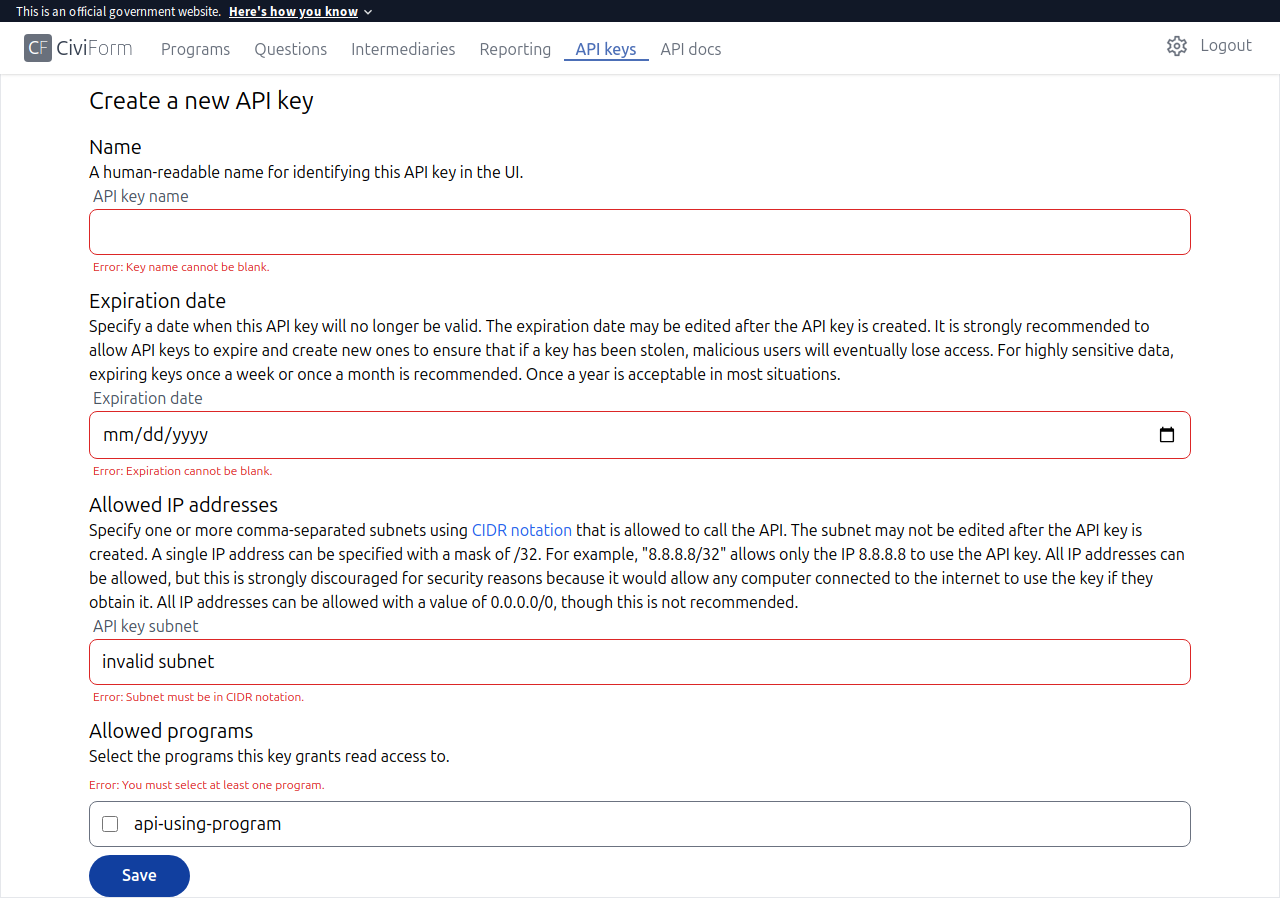 This is an official government website. Here's how you know
CF CiviForm Programs Questions Intermediaries Reporting API keys API docs Logout
Create a new API key
Name
A human-readable name for identifying this API key in the UI.
API key name
Error: Key name cannot be blank.
Expiration date
Specify a date when this API key will no longer be valid. The expiration date may be edited after the API key is created. It is strongly recommended to
allow API keys to expire and create new ones to ensure that if a key has been stolen, malicious users will eventually lose access. For highly sensitive data,
expiring keys once a week or once a month is recommended. Once a year is acceptable in most situations.
Expiration date
mm/dd/yyyy
Error: Expiration cannot be blank.
Allowed IP addresses
Specify one or more comma-separated subnets using CIDR notation that is allowed to call the API. The subnet may not be edited after the API key is
created. A single IP address can be specified with a mask of /32. For example, "8.8.8.8/32" allows only the IP 8.8.8.8 to use the API key. All IP addresses can
be allowed, but this is strongly discouraged for security reasons because it would allow any computer connected to the internet to use the key if they
obtain it. All IP addresses can be allowed with a value of 0.0.0.0/0, though this is not recommended.
API key subnet
invalid subnet
Error: Subnet must be in CIDR notation.
Allowed programs
Select the programs this key grants read access to.
Error: You must select at least one program.
api-using-program
Save